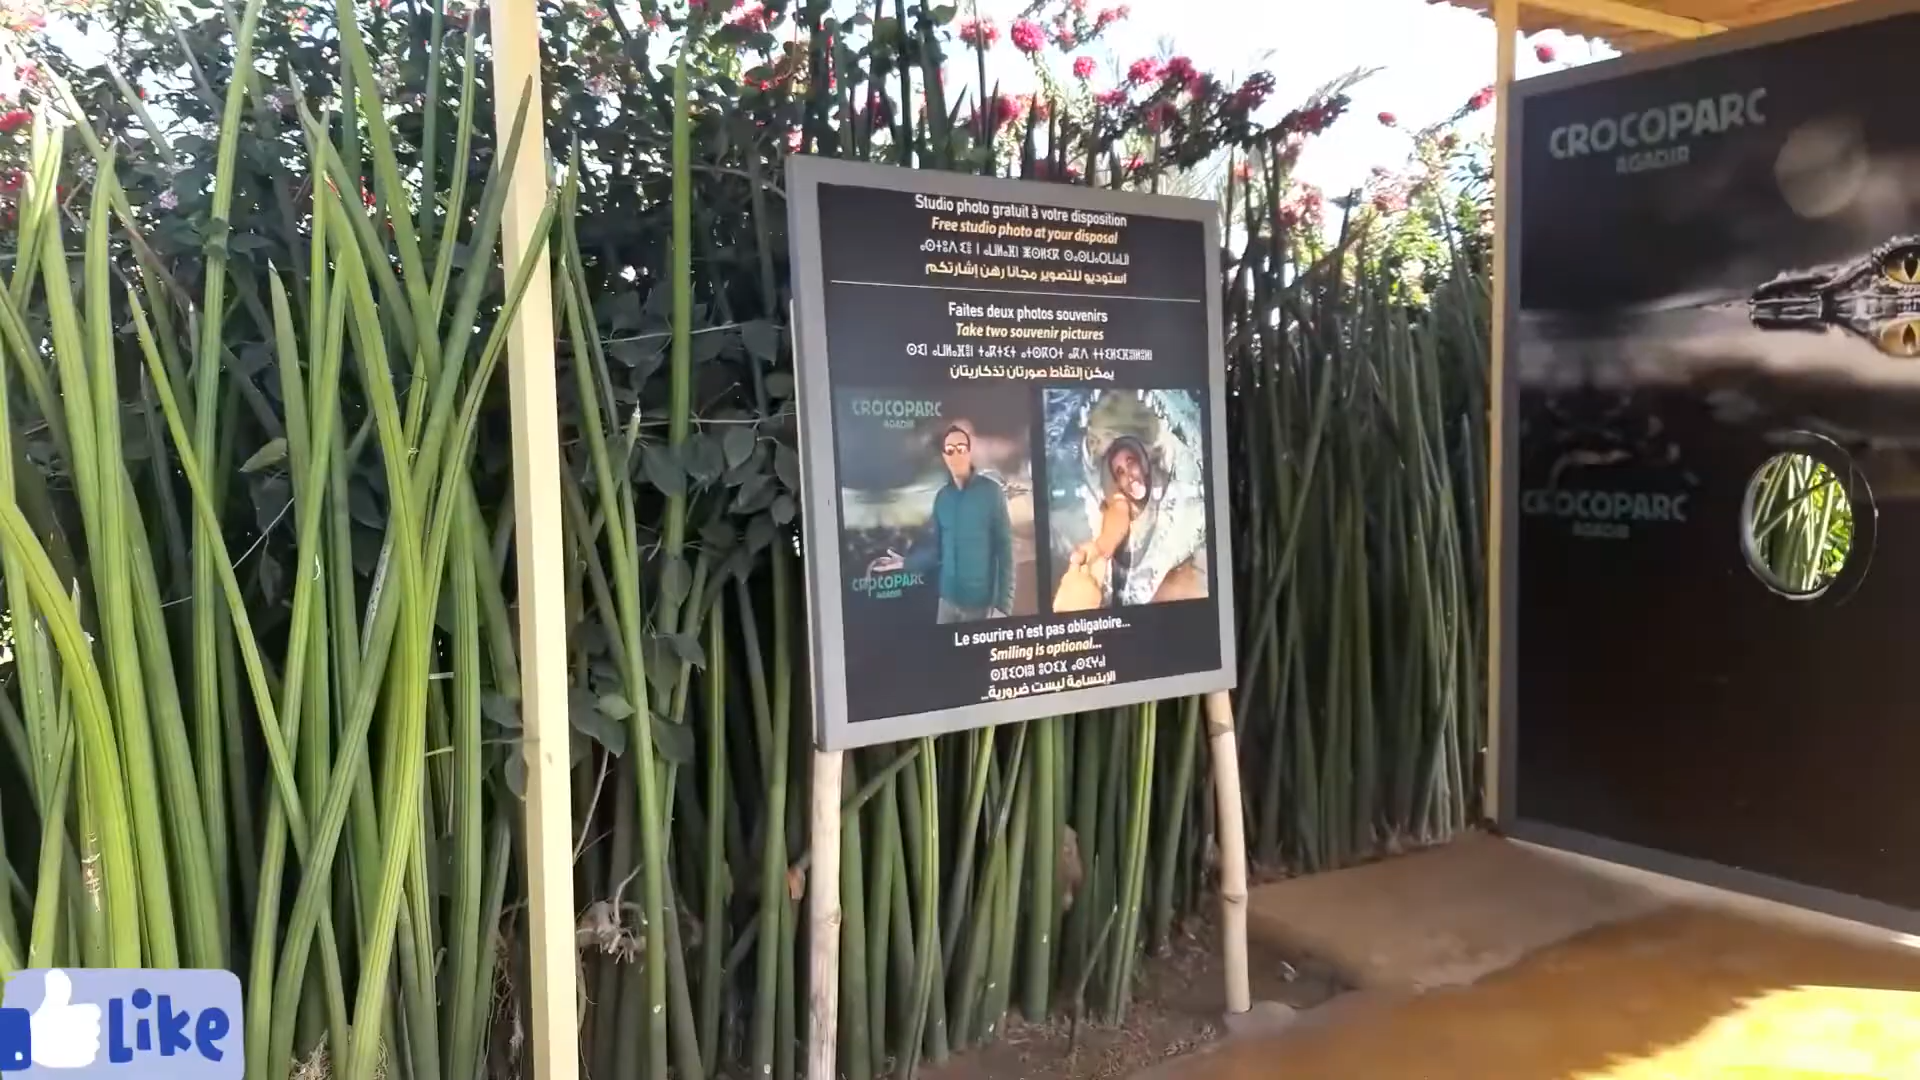 Studio photo gratuit à votre disposition
Free studio photo at your disposal
استوديو للتصوير مجانا رهن إشارتكم
Faites deux photos souvenirs
Take two souvenir pictures
يمكن إلتقاط صورتان تذكاريتان
CROCOPARC
AGADIR
CROCOPARC
AGADIR
Le sourire n'est pas obligatoire...
Smiling is optional...
الإبتسامة ليست ضرورية...
CROCOPARC
AGADIR
CROCOPARC
AGADIR
Like